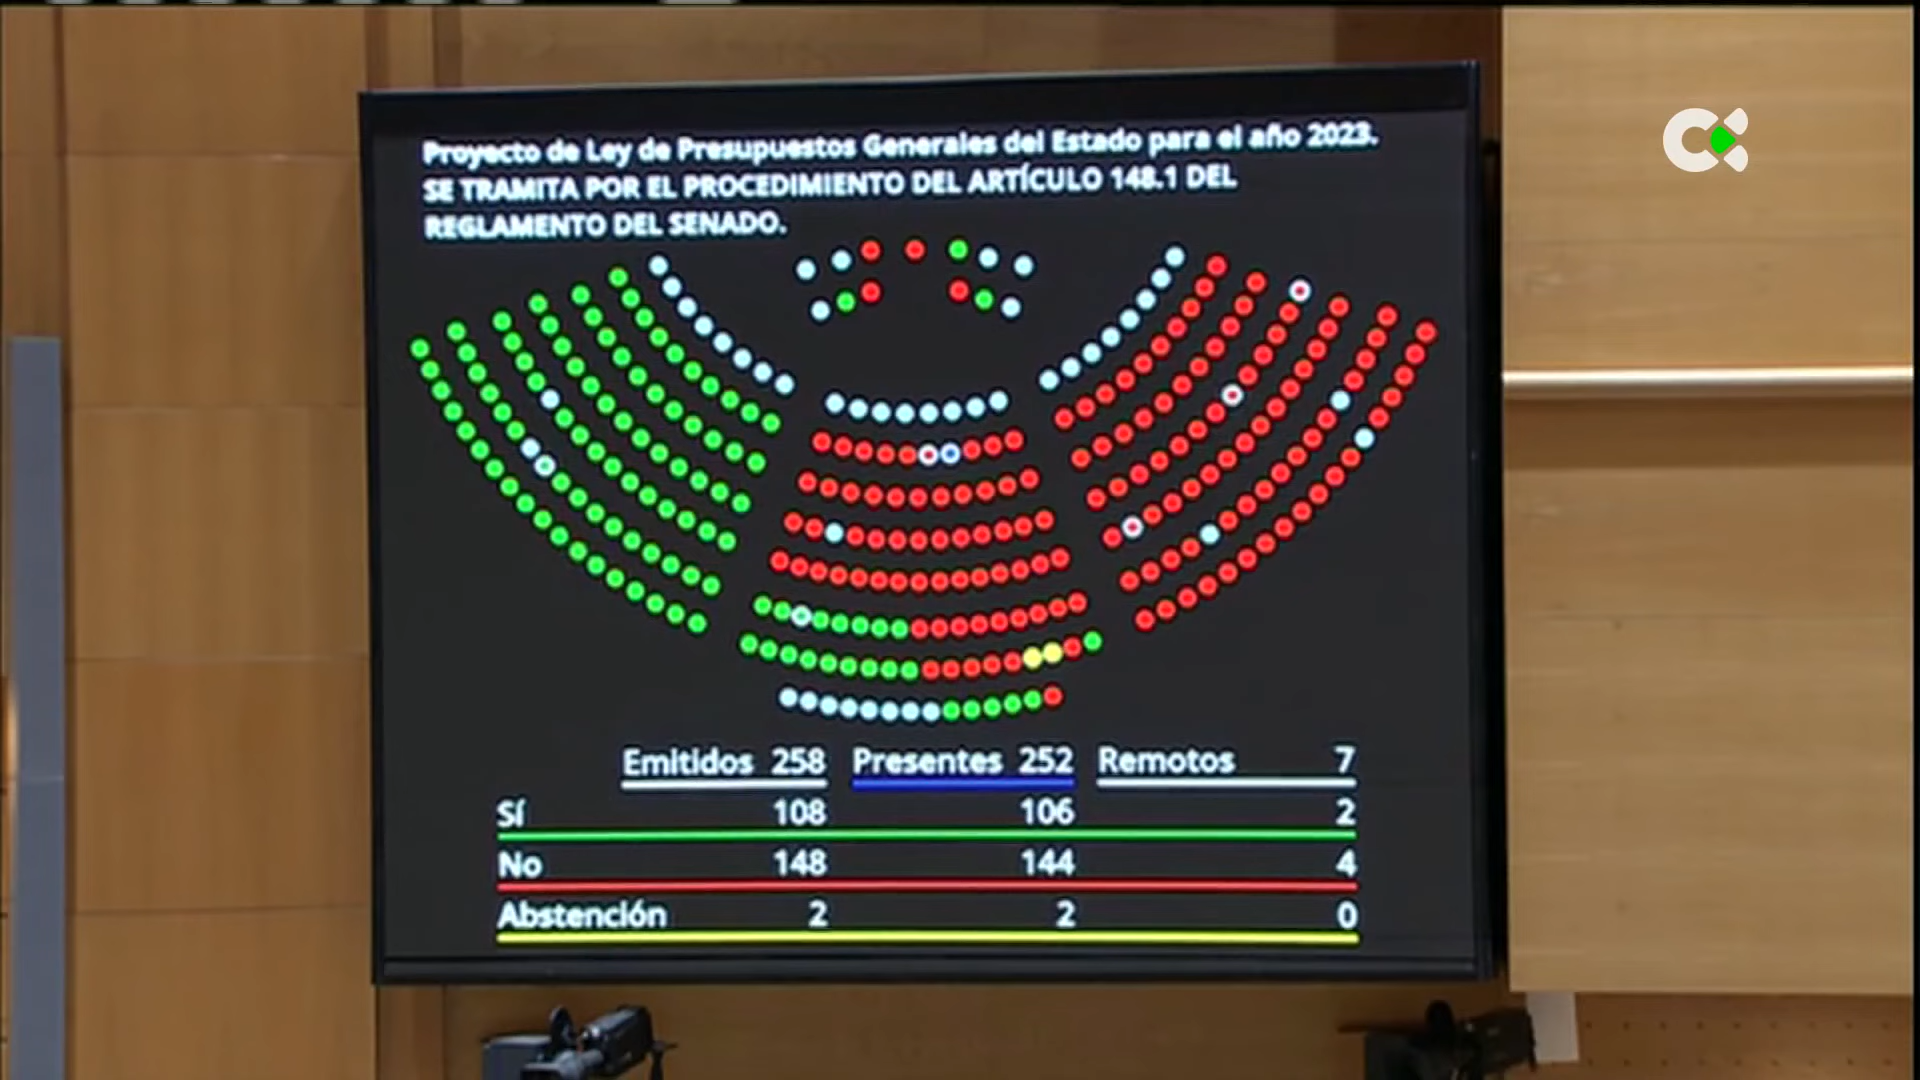 Proyecto de Ley de Presupuestos Generales del Estado para el año 2023.
SE TRAMITA POR EL PROCEDIMIENTO DEL ARTÍCULO 148.1 DEL
REGLAMENTO DEL SENADO.
Emitidos 258 Presentes 252 Remotos 7
Sí 108 106 2
No 148 144 4
Abstención 2 2 0